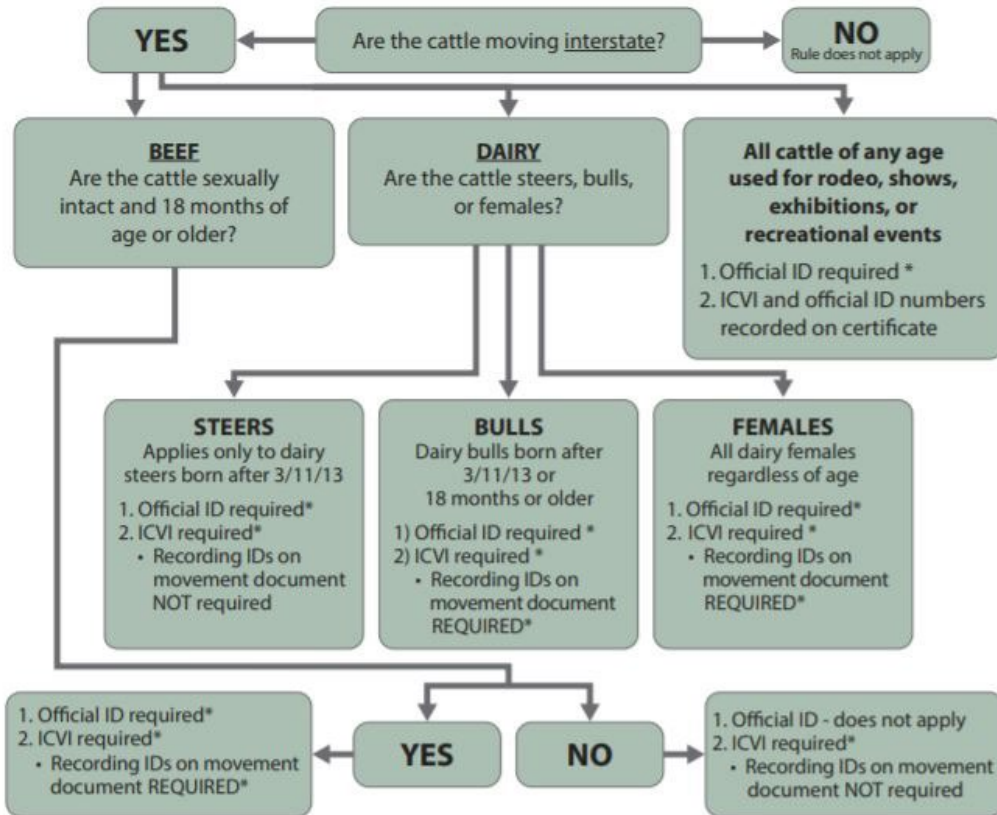 YES
Are the cattle moving interstate?
NO
Rule does not apply
BEEF
Are the cattle sexually
intact and 18 months of
age or older?
DAIRY
Are the cattle steers, bulls,
or females?
All cattle of any age
used for rodeo, shows,
exhibitions, or
recreational events
1. Official ID required *
2. ICVI and official ID numbers
recorded on certificate
STEERS
Applies only to dairy
steers born after 3/11/13
1. Official ID required*
2. ICVI required*
• Recording IDs on
movement document
NOT required
BULLS
Dairy bulls born after
3/11/13 or
18 months or older
1) Official ID required *
2) ICVI required *
• Recording IDs on
movement document
REQUIRED*
FEMALES
All dairy females
regardless of age
1. Official ID required*
2. ICVI required *
• Recording IDs on
movement document
REQUIRED*
1. Official ID required*
2. ICVI required*
• Recording IDs on movement
document REQUIRED*
YES
NO
1. Official ID - does not apply
2. ICVI required*
• Recording IDs on movement
document NOT required